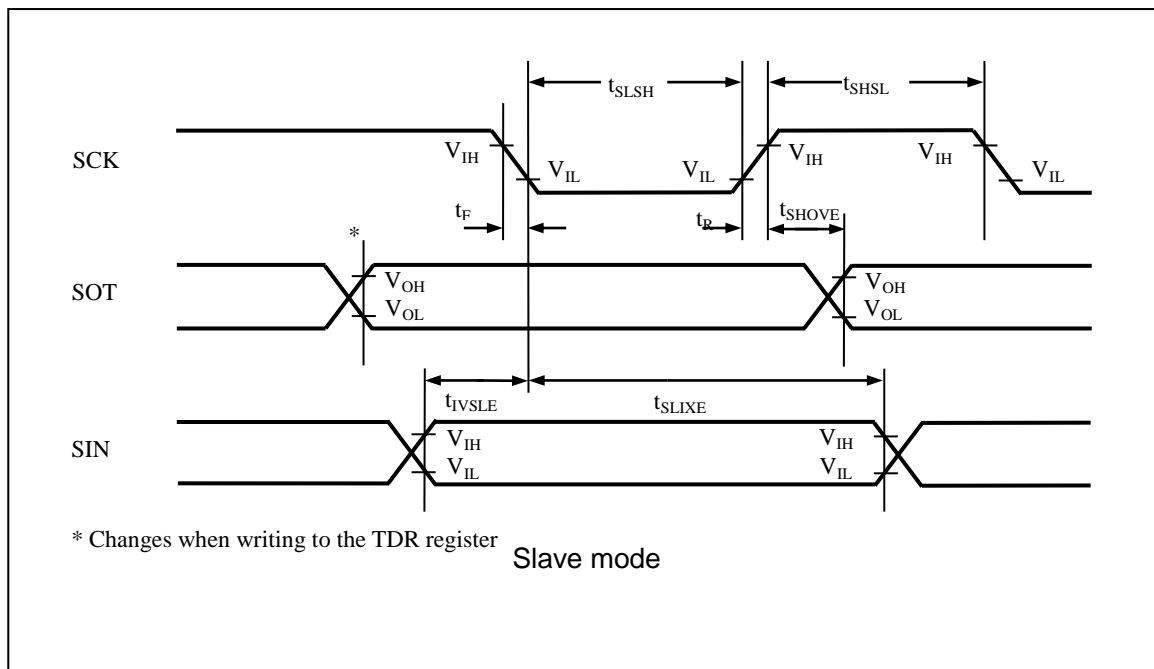 tSLSH
tSHSL
SCK
VIH
VIL
VIL
VIH
VIH
VIL
tF
tR
tSHOVE
*
SOT
VOH
VOL
VOH
VOL
tIVSLE
tSLIXE
SIN
VIH
VIL
VIH
VIL
* Changes when writing to the TDR register
Slave mode